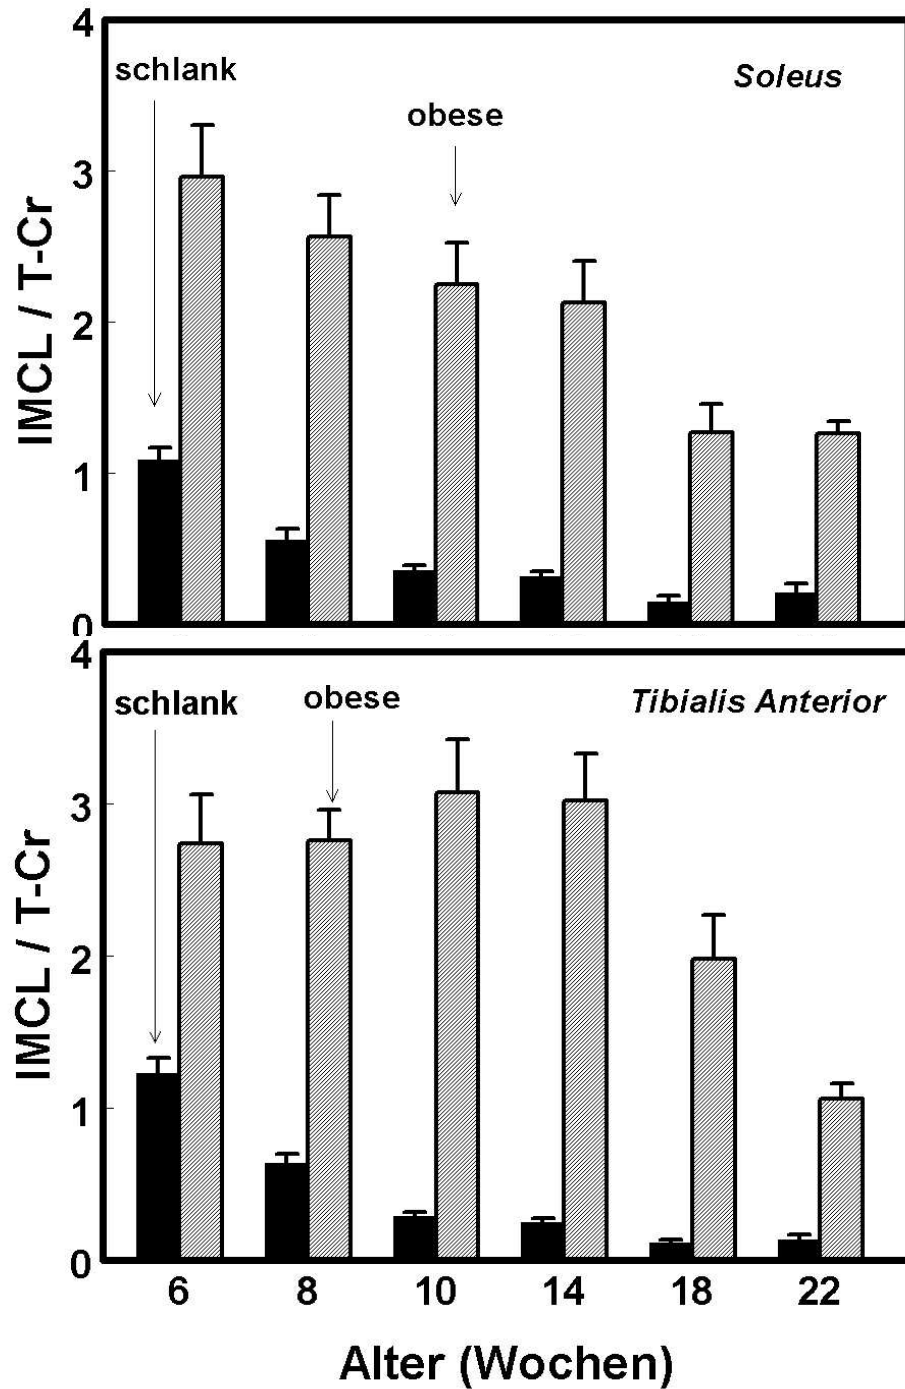 4
schlank
Soleus
obese
3
IMCL / T-Cr
2
1
0
4
schlank
obese
Tibialis Anterior
3
IMCL / T-Cr
2
1
0
6 8 10 14 18 22
Alter (Wochen)